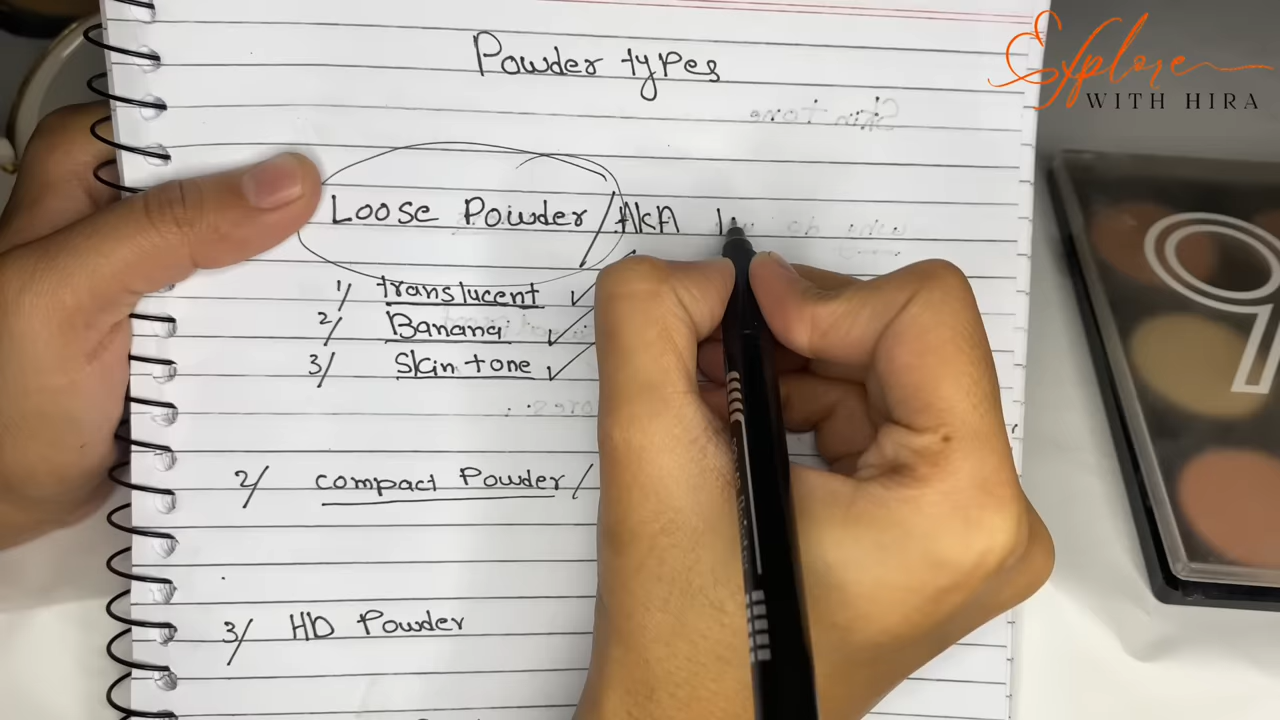 Explore
WITH HIRA
Powder types
Loose Powder / AKA
1/ translucent ✓
2/ Banana ✓
3/ Skin tone ✓
2/ compact Powder /
3/ HD Powder
9